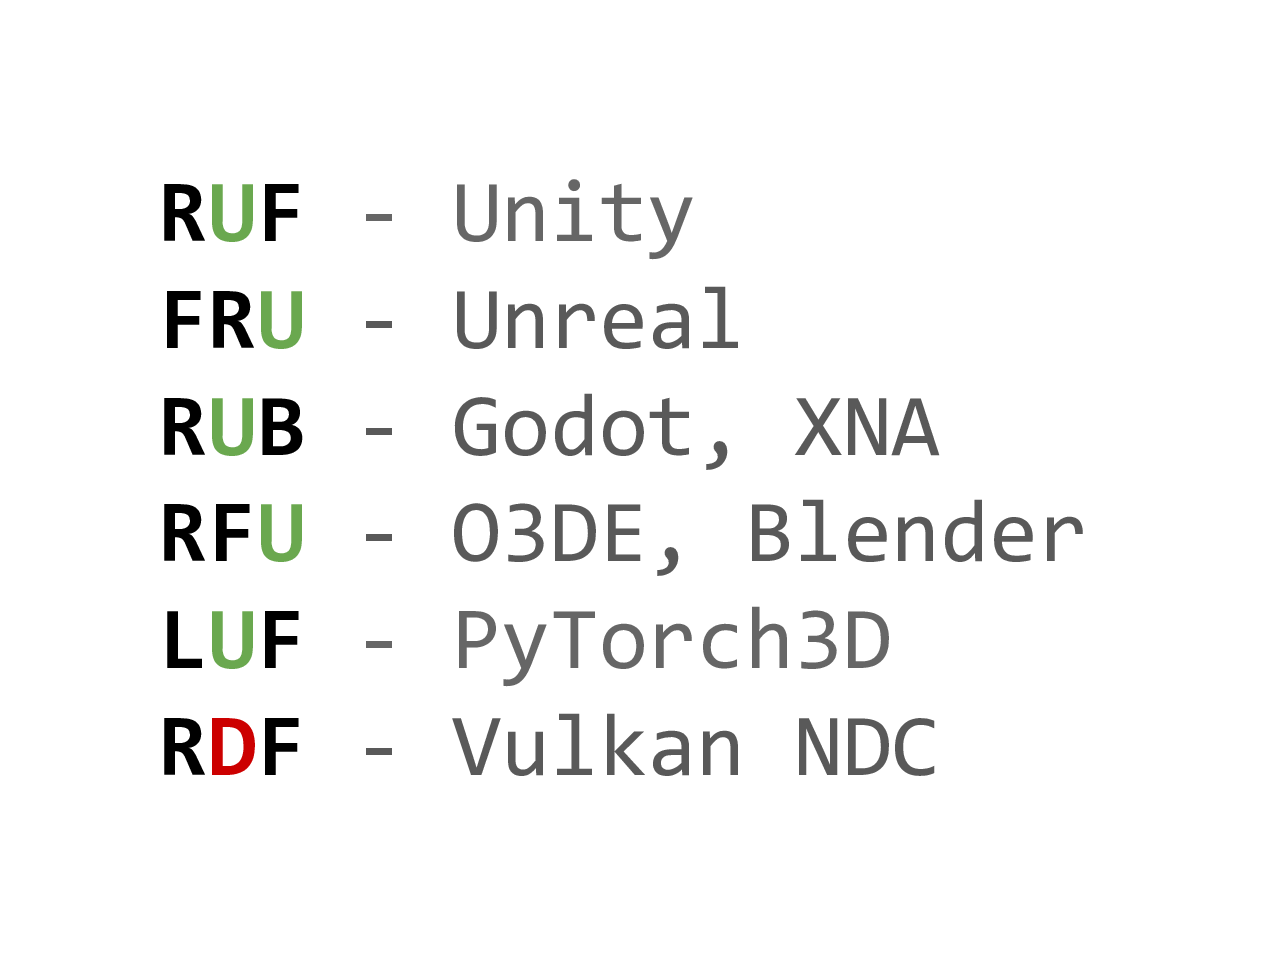 RUF - Unity
FRU - Unreal
RUB - Godot, XNA
RFU - O3DE, Blender
LUF - PyTorch3D
RDF - Vulkan NDC